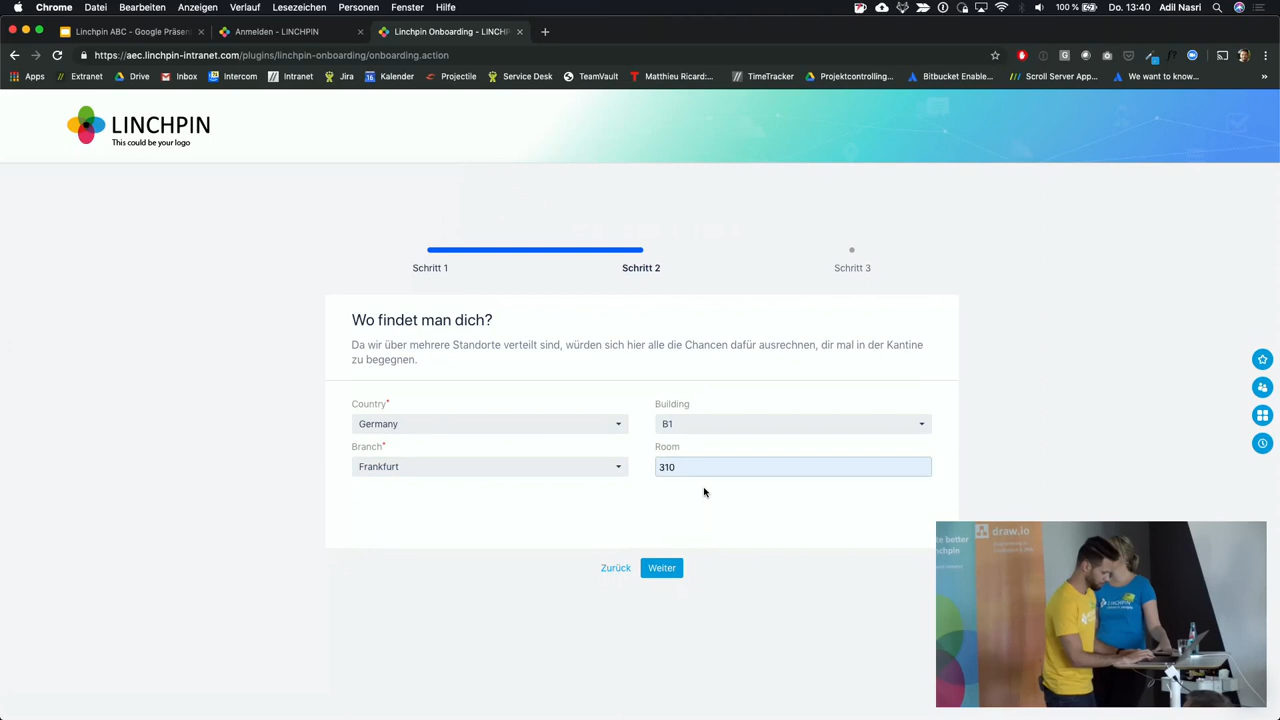 Chrome Datei Bearbeiten Anzeigen Verlauf Lesezeichen Personen Fenster Hilfe 100 % Do. 13:40 Adil Nasri
Linchpin ABC - Google Präsen Anmelden - LINCHPIN Linchpin Onboarding - LINCHP
https://aec.linchpin-intranet.com/plugins/linchpin-onboarding/onboarding.action
Apps Extranet Drive Inbox Intercom Intranet Jira Kalender Projectile Service Desk TeamVault Matthieu Ricard:... TimeTracker Projektcontrolling... Bitbucket Enable... Scroll Server App... We want to know... »
LINCHPIN
This could be your logo
Schritt 1 Schritt 2 Schritt 3
Wo findet man dich?
Da wir über mehrere Standorte verteilt sind, würden sich hier alle die Chancen dafür ausrechnen, dir mal in der Kantine
zu begegnen.
Country* Building
Germany B1
Branch* Room
Frankfurt 310
Zurück Weiter
draw.io
te better
nchpin
LINCHPIN